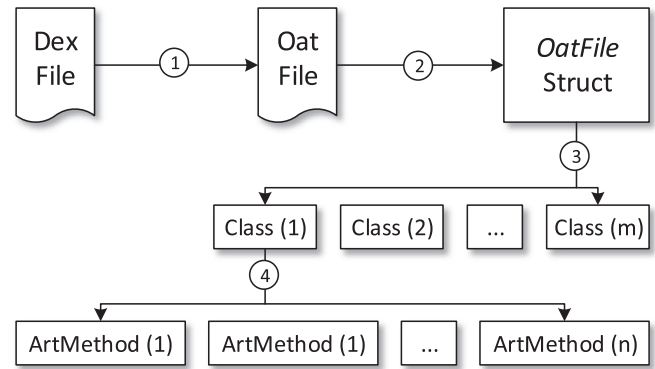 Dex
File
1
Oat
File
2
OatFile
Struct
3
Class (1)
Class (2)
...
Class (m)
4
ArtMethod (1)
ArtMethod (1)
...
ArtMethod (n)